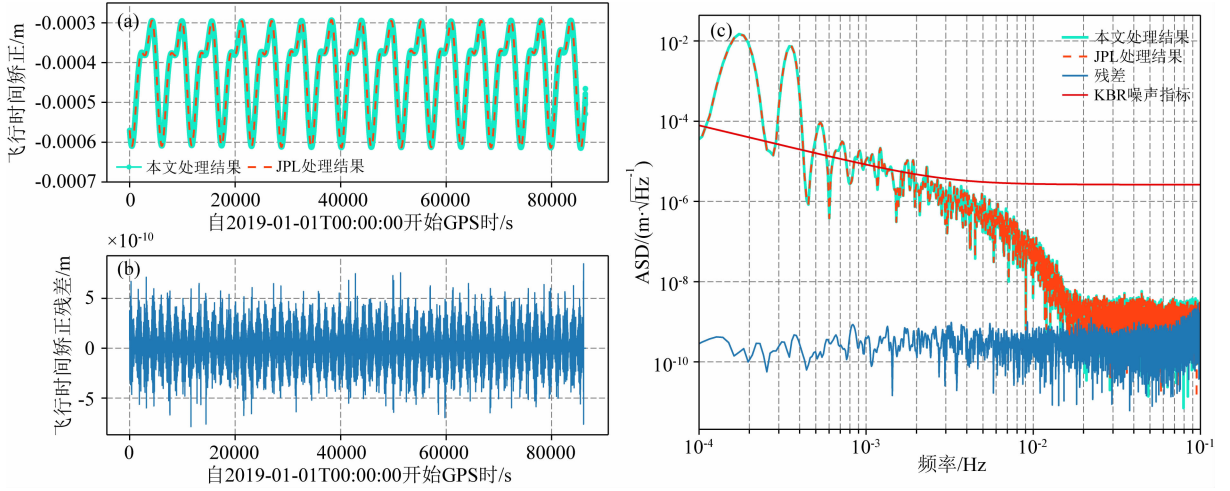 (a)
-0.0003
-0.0004
-0.0005
-0.0006
-0.0007
飞行时间矫正/m
本文处理结果 JPL处理结果
0 20000 40000 60000 80000
自2019-01-01T00:00:00开始GPS时/s
×10⁻¹⁰
(b)
5
0
-5
飞行时间矫正残差/m
0 20000 40000 60000 80000
自2019-01-01T00:00:00开始GPS时/s
(c)
本文处理结果
JPL处理结果
残差
KBR噪声指标
10⁻²
10⁻⁴
10⁻⁶
10⁻⁸
10⁻¹⁰
ASD/(m·√Hz⁻¹)
10⁻⁴ 10⁻³ 10⁻² 10⁻¹
频率/Hz